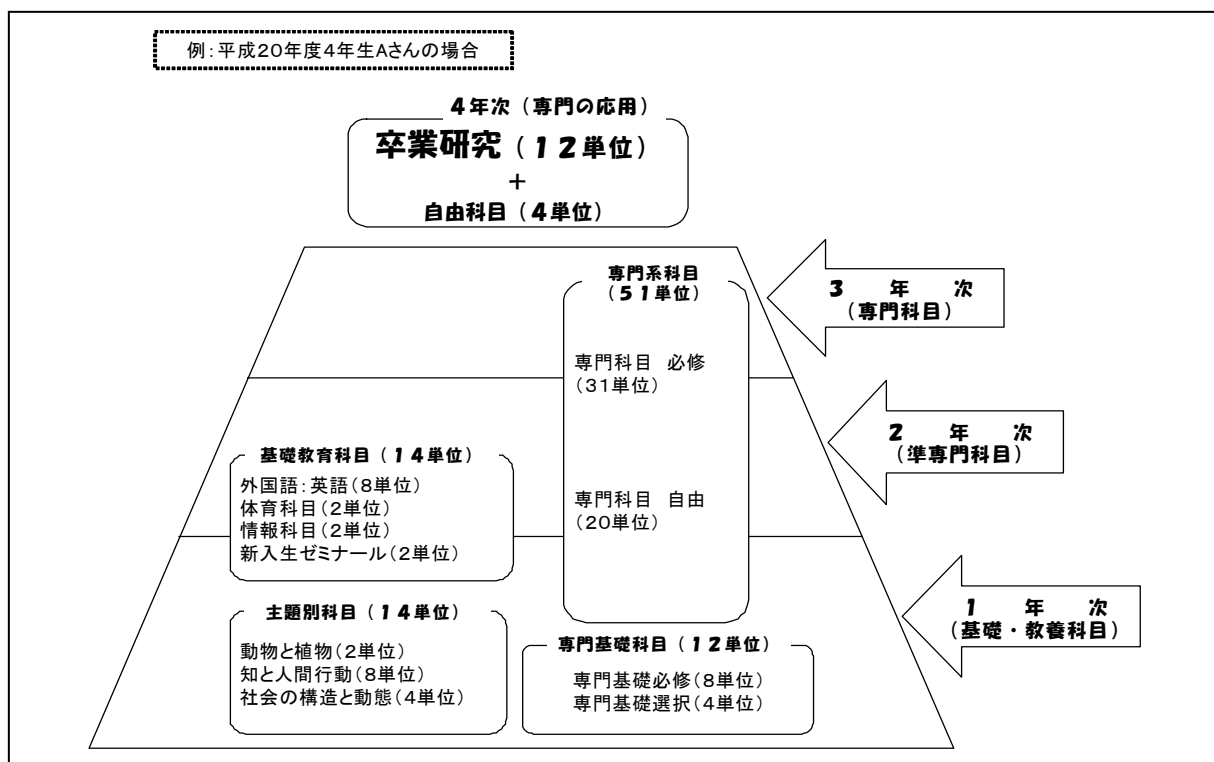 例：平成２０年度４年生Aさんの場合
４年次（専門の応用）
卒業研究（１２単位）
＋
自由科目（４単位）
専門系科目
（５１単位）
３　年　次
（専門科目）
専門科目　必修
（３１単位）
２　年　次
（準専門科目）
基礎教育科目（１４単位）
外国語：英語（８単位）
体育科目（２単位）
情報科目（２単位）
新入生ゼミナール（２単位）
専門科目　自由
（２０単位）
１　年　次
（基礎・教養科目）
主題別科目（１４単位）
動物と植物（２単位）
知と人間行動（８単位）
社会の構造と動態（４単位）
専門基礎科目（１２単位）
専門基礎必修（８単位）
専門基礎選択（４単位）